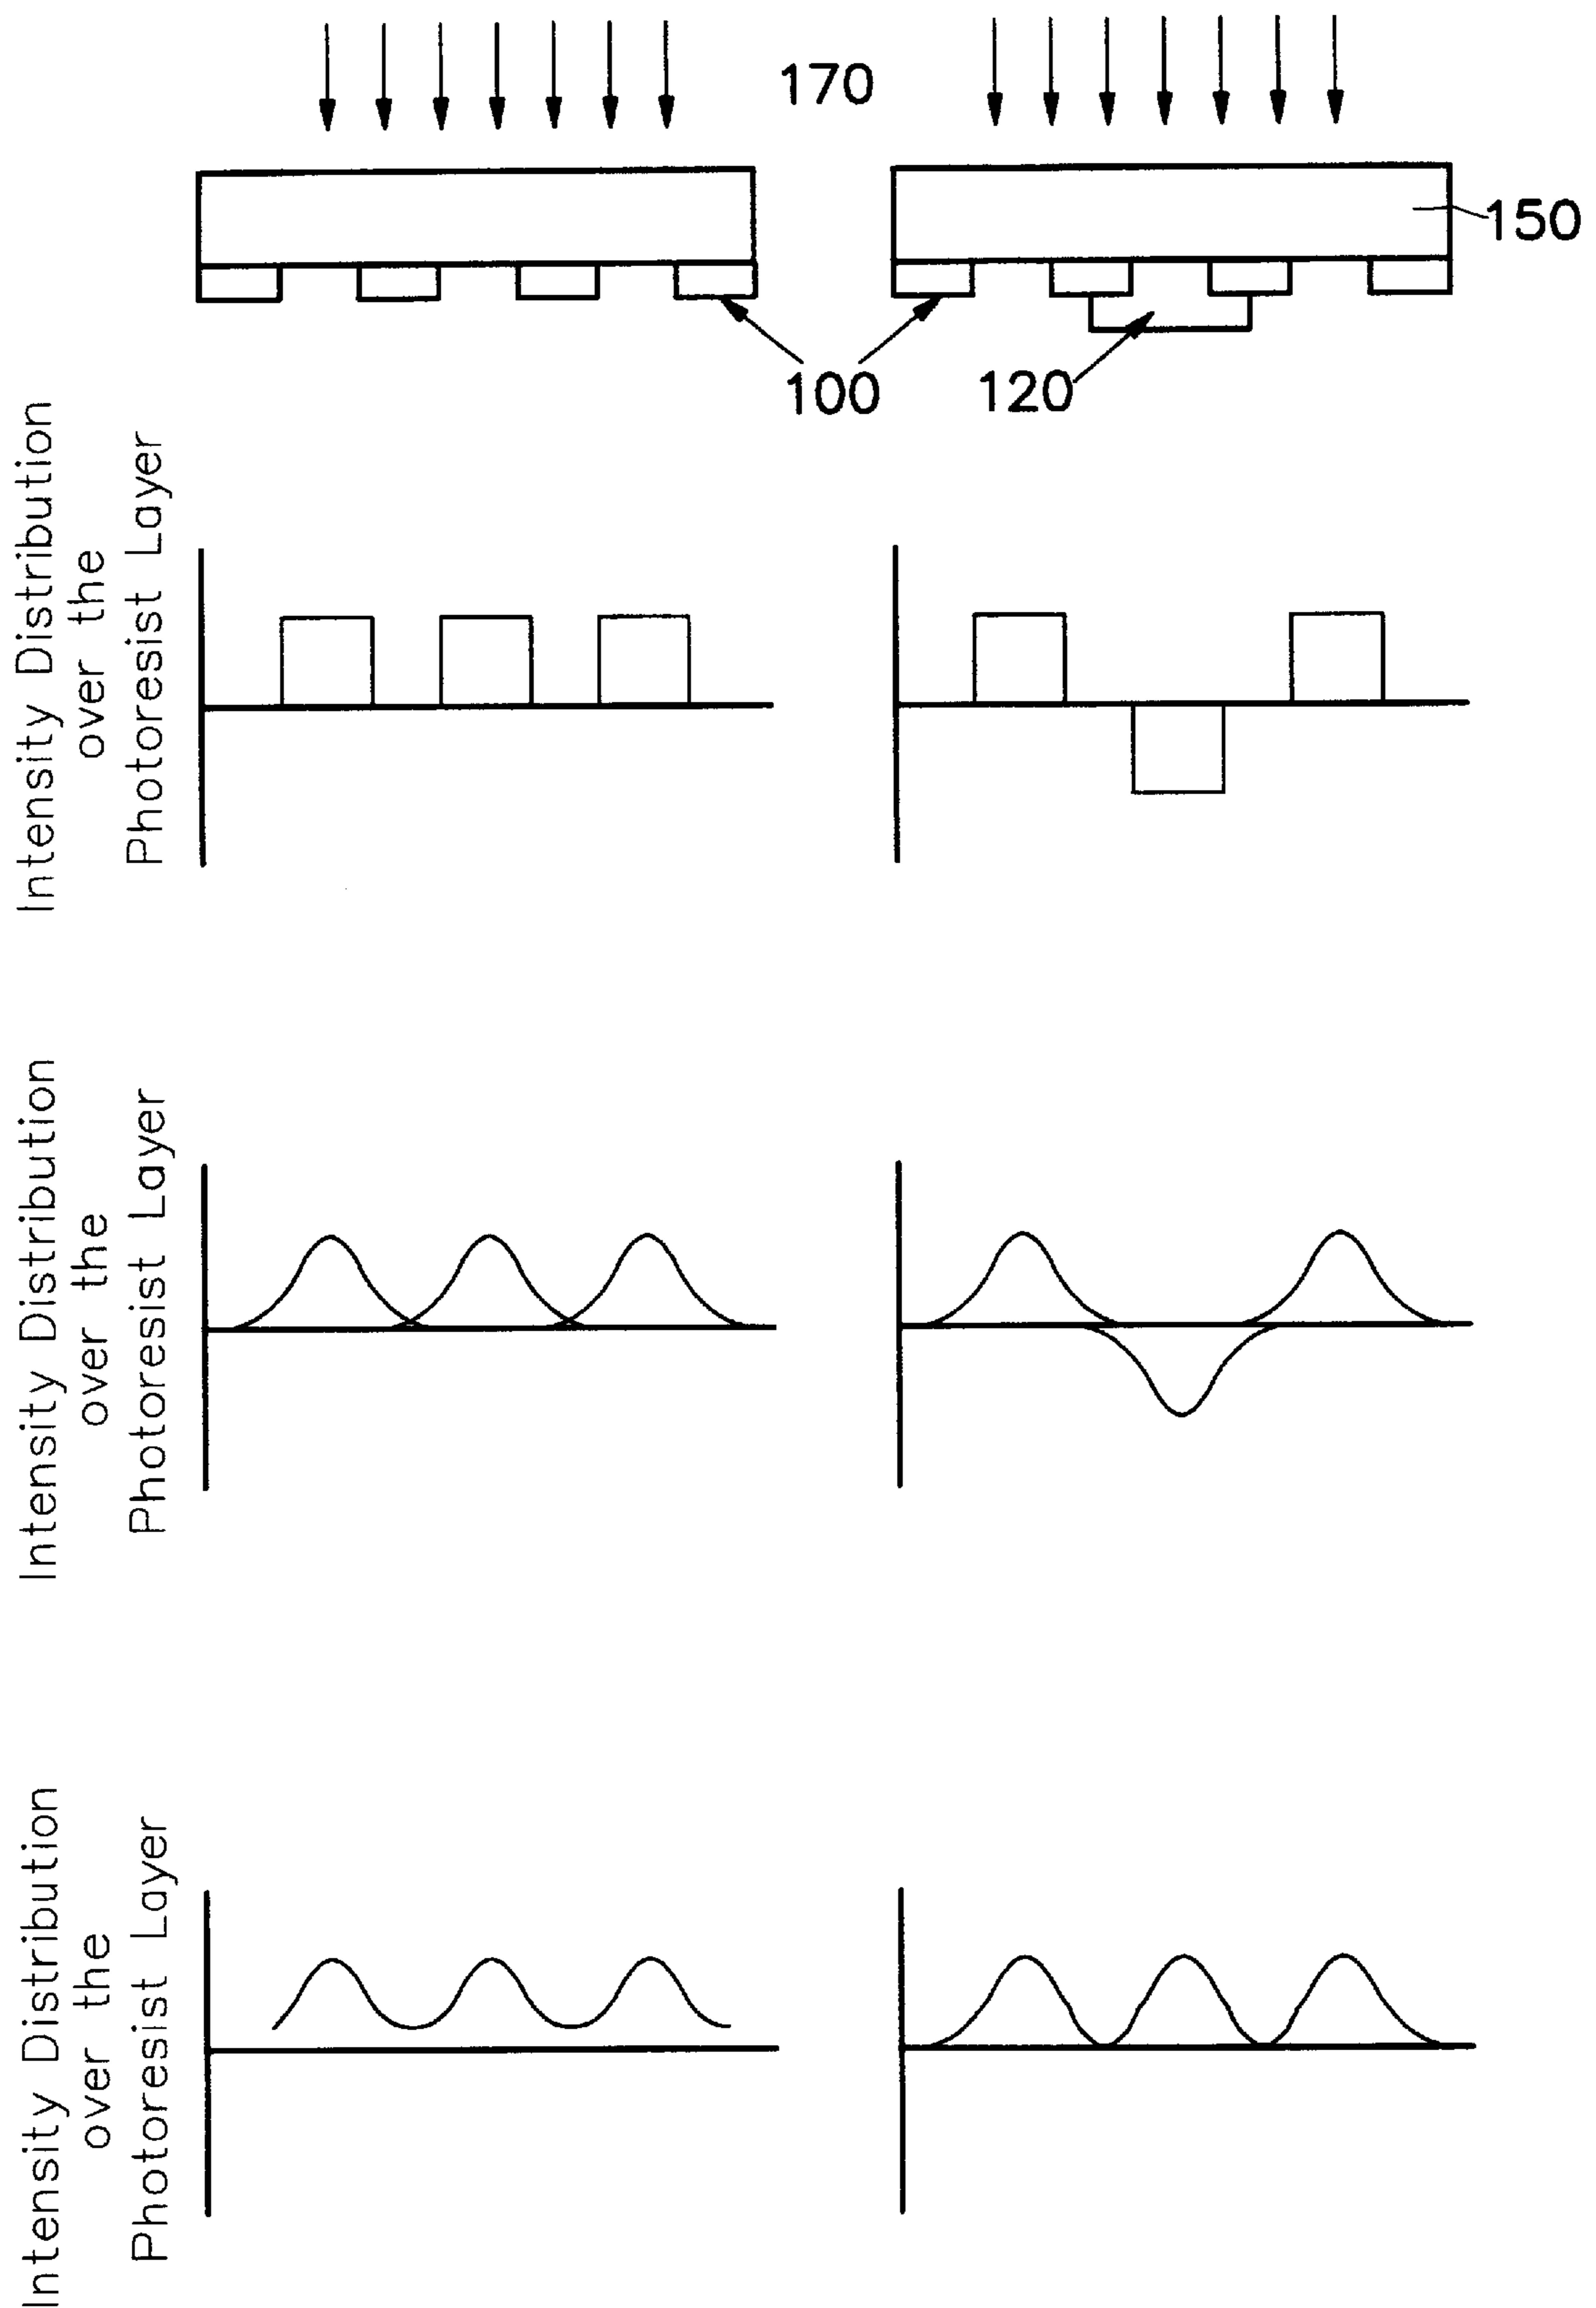 170
150
100
120
Intensity Distribution
over the
Photoresist Layer
Intensity Distribution
over the
Photoresist Layer
Intensity Distribution
over the
Photoresist Layer